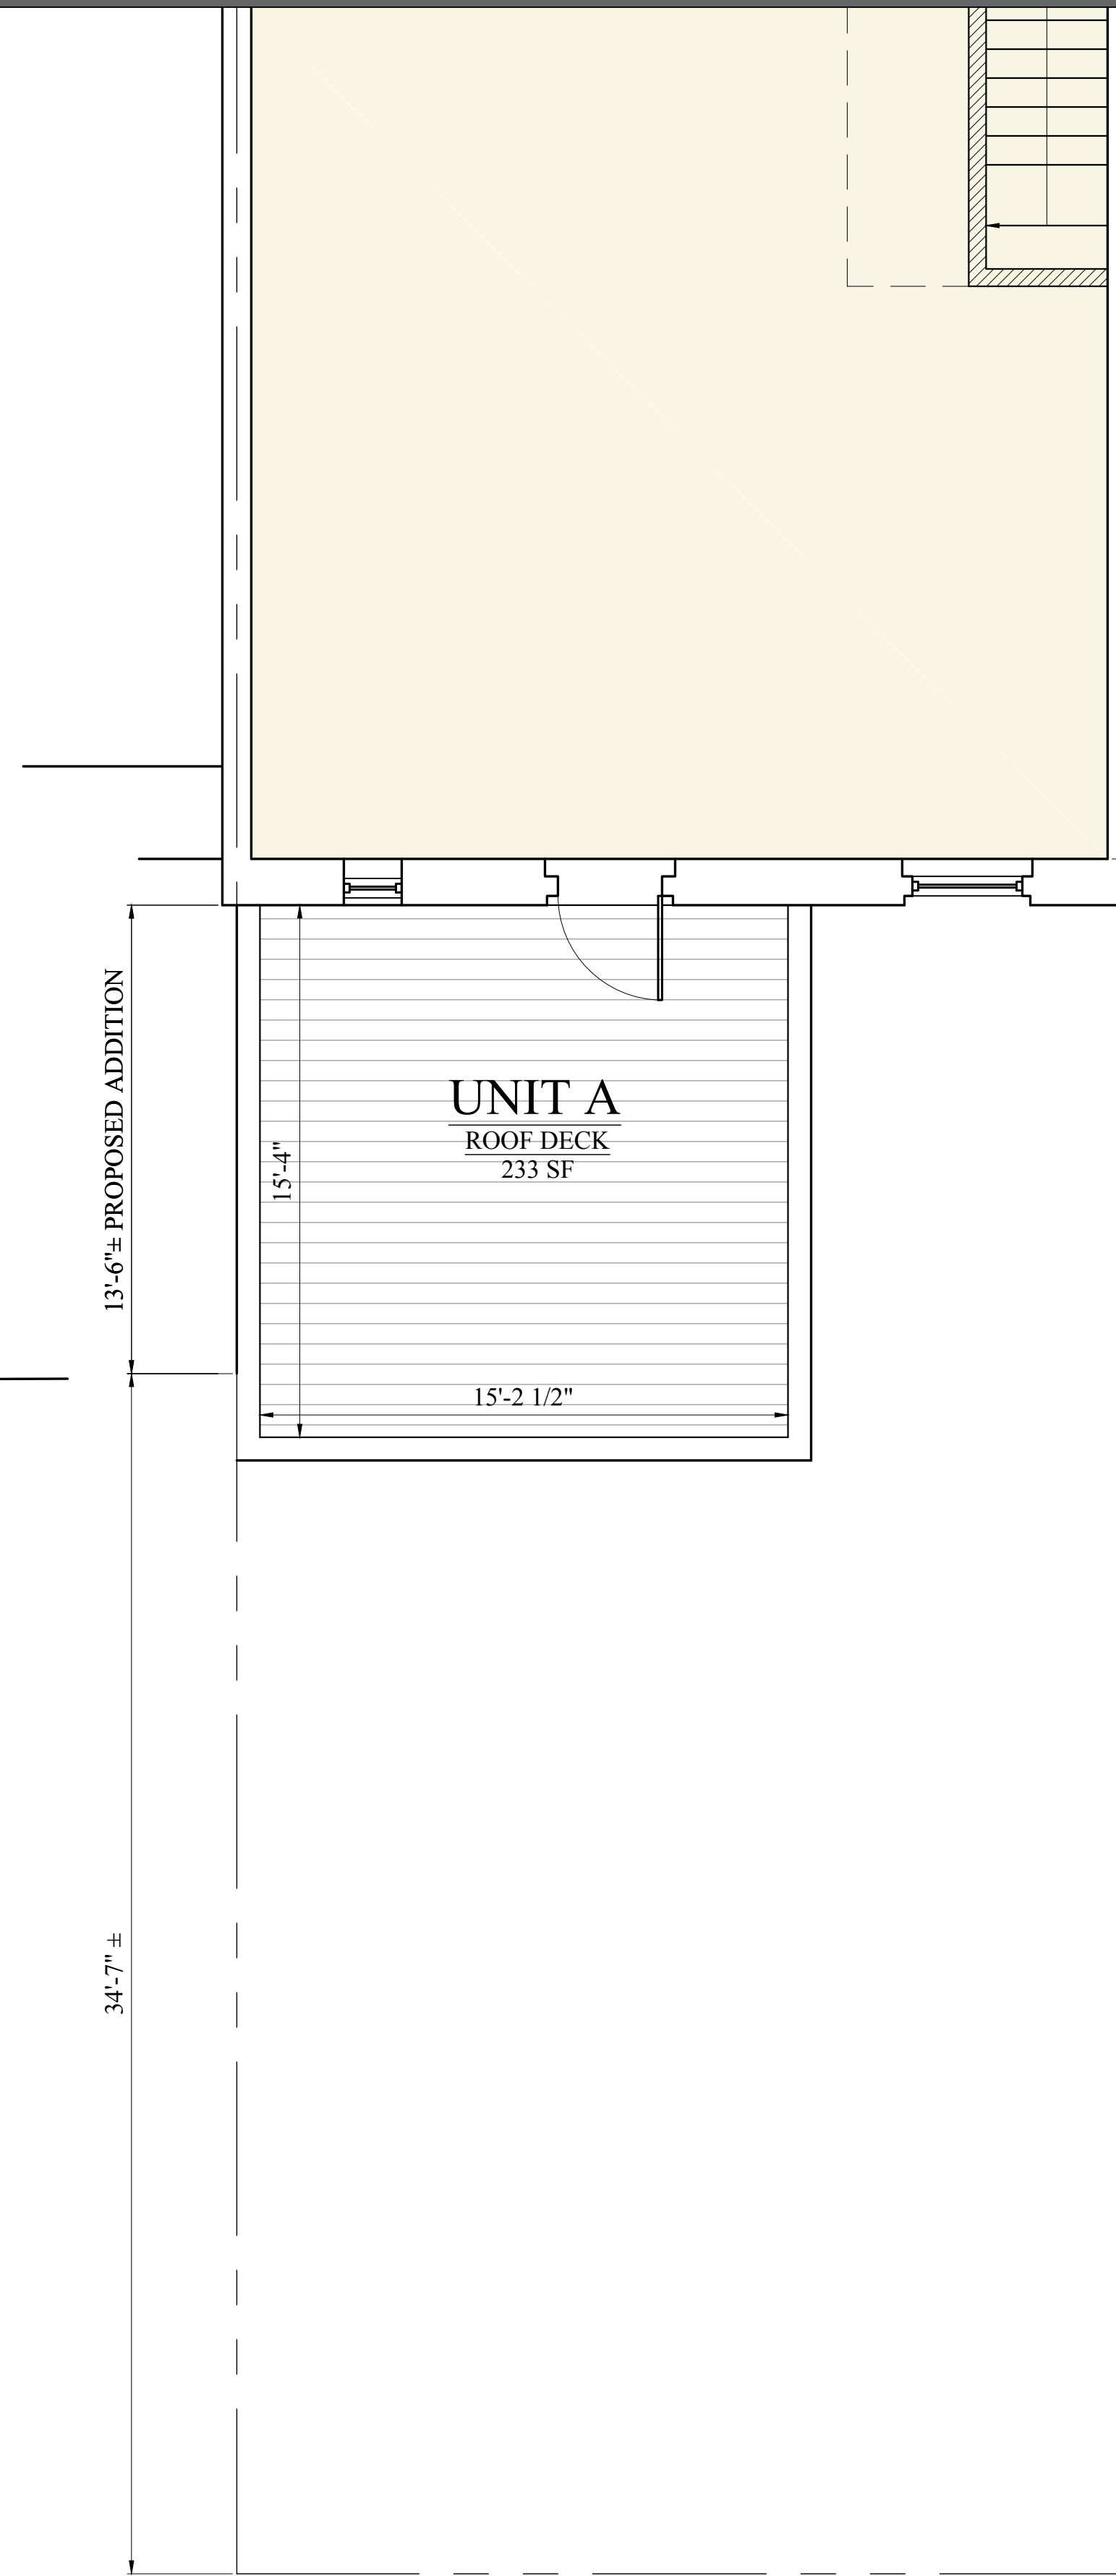 13'-6"± PROPOSED ADDITION
UNIT A
ROOF DECK
233 SF
15'-4"
15'-2 1/2"
34'-7" ±